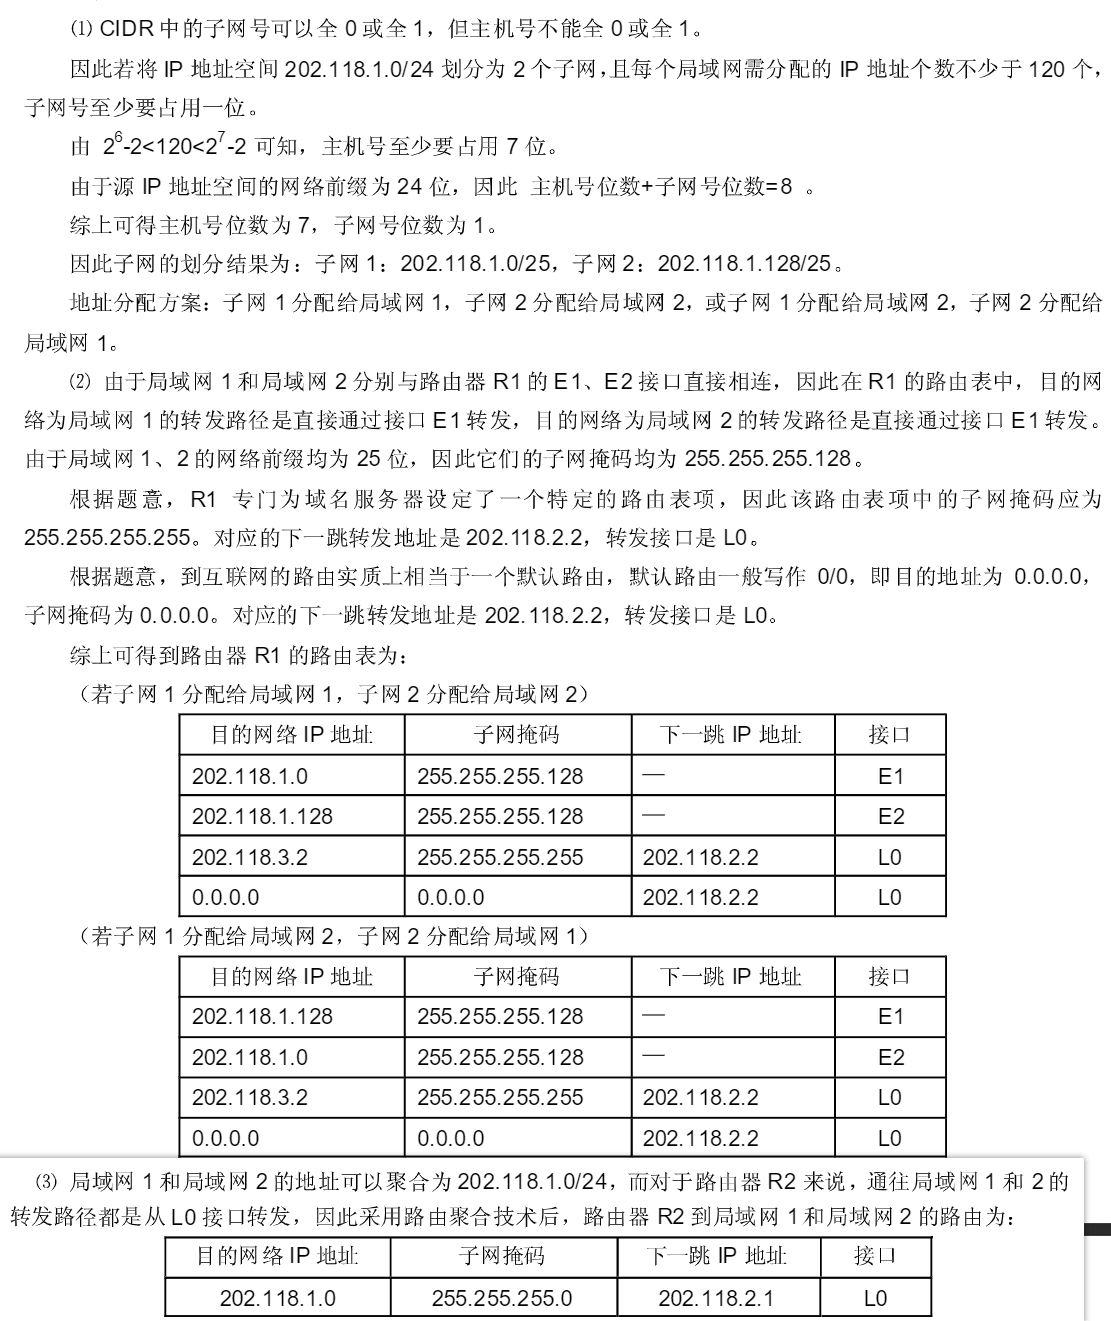 ⑴ CIDR 中的子网号可以全 0 或全 1，但主机号不能全 0 或全 1。
因此若将 IP 地址空间 202.118.1.0/24 划分为 2 个子网，且每个局域网需分配的 IP 地址个数不少于 120 个，
子网号至少要占用一位。
由 2^6-2<120<2^7-2 可知，主机号至少要占用 7 位。
由于源 IP 地址空间的网络前缀为 24 位，因此 主机号位数+子网号位数=8 。
综上可得主机号位数为 7，子网号位数为 1。
因此子网的划分结果为：子网 1：202.118.1.0/25，子网 2：202.118.1.128/25。
地址分配方案：子网 1 分配给局域网 1，子网 2 分配给局域网 2，或子网 1 分配给局域网 2，子网 2 分配给
局域网 1。
⑵ 由于局域网 1 和局域网 2 分别与路由器 R1 的 E1、E2 接口直接相连，因此在 R1 的路由表中，目的网
络为局域网 1 的转发路径是直接通过接口 E1 转发，目的网络为局域网 2 的转发路径是直接通过接口 E1 转发。
由于局域网 1、2 的网络前缀均为 25 位，因此它们的子网掩码均为 255.255.255.128。
根据题意，R1 专门为域名服务器设定了一个特定的路由表项，因此该路由表项中的子网掩码应为
255.255.255.255。对应的下一跳转发地址是 202.118.2.2，转发接口是 L0。
根据题意，到互联网的路由实质上相当于一个默认路由，默认路由一般写作 0/0，即目的地址为 0.0.0.0，
子网掩码为 0.0.0.0。对应的下一跳转发地址是 202.118.2.2，转发接口是 L0。
综上可得到路由器 R1 的路由表为：
（若子网 1 分配给局域网 1，子网 2 分配给局域网 2）
目的网络 IP 地址 子网掩码 下一跳 IP 地址 接口
202.118.1.0 255.255.255.128 — E1
202.118.1.128 255.255.255.128 — E2
202.118.3.2 255.255.255.255 202.118.2.2 L0
0.0.0.0 0.0.0.0 202.118.2.2 L0
（若子网 1 分配给局域网 2，子网 2 分配给局域网 1）
目的网络 IP 地址 子网掩码 下一跳 IP 地址 接口
202.118.1.128 255.255.255.128 — E1
202.118.1.0 255.255.255.128 — E2
202.118.3.2 255.255.255.255 202.118.2.2 L0
0.0.0.0 0.0.0.0 202.118.2.2 L0
⑶ 局域网 1 和局域网 2 的地址可以聚合为 202.118.1.0/24，而对于路由器 R2 来说，通往局域网 1 和 2 的
转发路径都是从 L0 接口转发，因此采用路由聚合技术后，路由器 R2 到局域网 1 和局域网 2 的路由为：
目的网络 IP 地址 子网掩码 下一跳 IP 地址 接口
202.118.1.0 255.255.255.0 202.118.2.1 L0